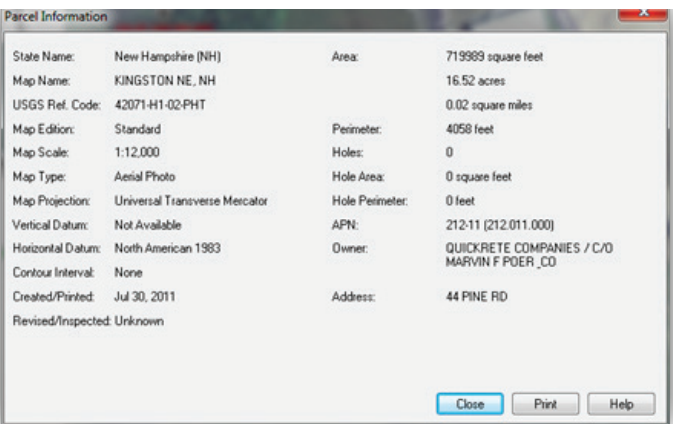 Parcel Information
State Name: New Hampshire (NH) Area: 719989 square feet
Map Name: KINGSTON NE, NH 16.52 acres
USGS Ref. Code: 42071-H1-02-PHT 0.02 square miles
Map Edition: Standard Perimeter: 4058 feet
Map Scale: 1:12,000 Holes: 0
Map Type: Aerial Photo Hole Area: 0 square feet
Map Projection: Universal Transverse Mercator Hole Perimeter: 0 feet
Vertical Datum: Not Available APN: 212-11 (212.011.000)
Horizontal Datum: North American 1983 Owner: QUICKRETE COMPANIES / C/O
MARVIN F POER _CO
Contour Interval: None
Created/Printed: Jul 30, 2011 Address: 44 PINE RD
Revised/Inspected: Unknown
Close Print Help